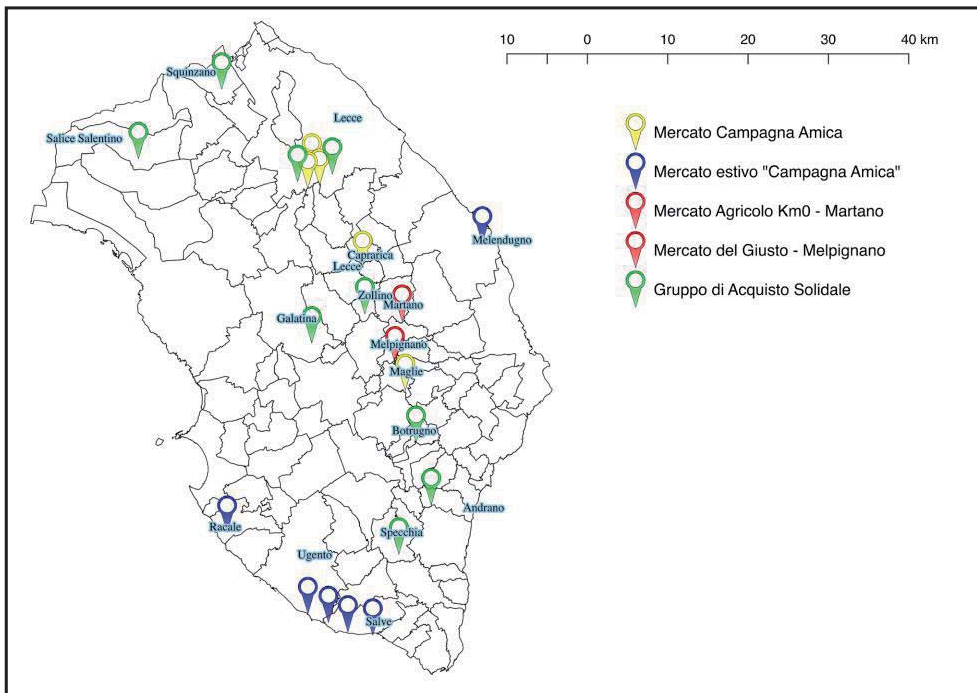 10 0 10 20 30 40 km
Squinzano
Lecce
Salice Salentino
Mercato Campagna Amica
Mercato estivo "Campagna Amica"
Mercato Agricolo Km0 - Martano
Mercato del Giusto - Melpignano
Gruppo di Acquisto Solidale
Melendugno
Caprarica
Lecce
Zollino
Martano
Galatina
Melpignano
Maglie
Botrugno
Andrano
Racale
Specchia
Ugento
Salve